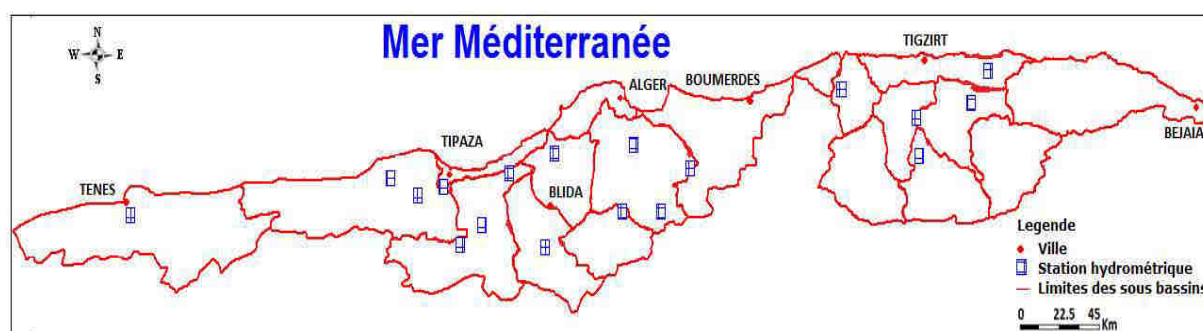 N
W E
S
Mer Méditerranée
TIGZIRT
ALGER
BOUMERDES
TIPAZA
BEJAIA
TENES
BLIDA
Legende
Ville
Station hydrométrique
Limites des sous bassins
0 22.5 45
Km